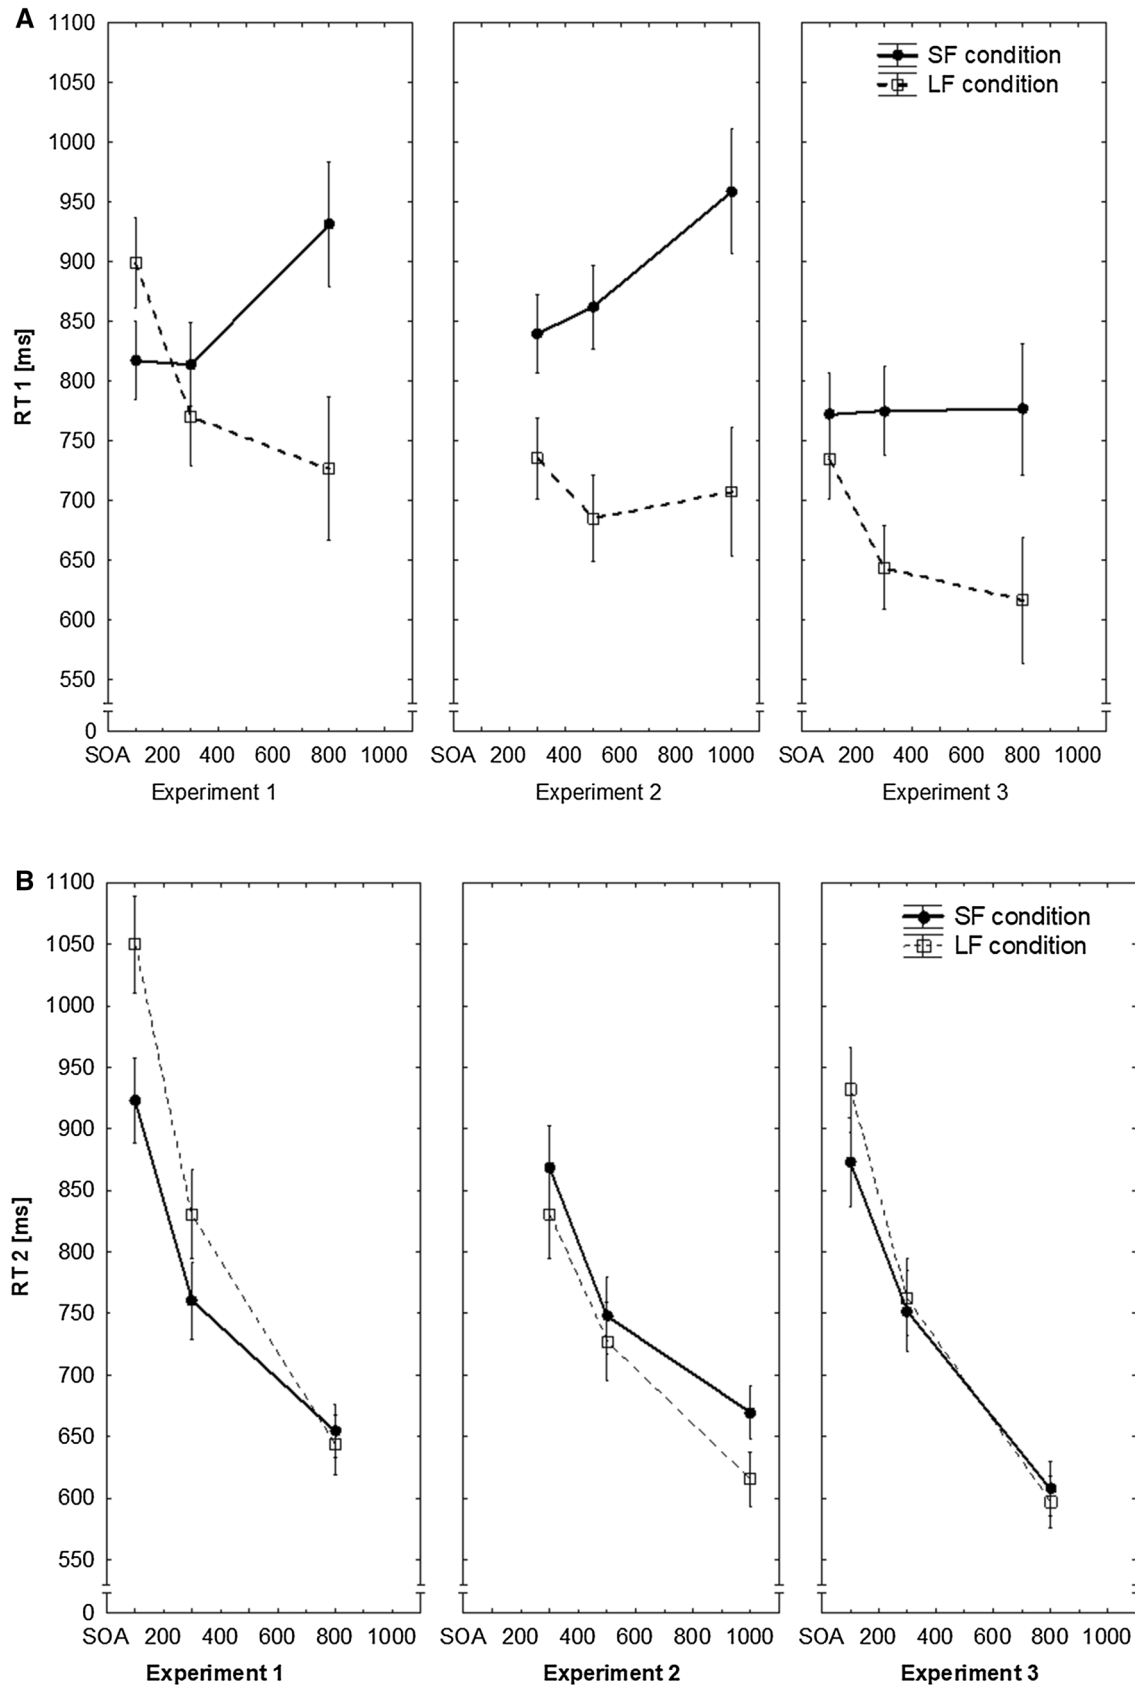 A
1100
1050
1000
950
900
850
800
750
700
650
600
550
0
RT1 [ms]
SF condition
LF condition
SOA 200 400 600 800 1000
SOA 200 400 600 800 1000
SOA 200 400 600 800 1000
Experiment 1
Experiment 2
Experiment 3
B
1100
1050
1000
950
900
850
800
750
700
650
600
550
0
RT2 [ms]
SF condition
LF condition
SOA 200 400 600 800 1000
SOA 200 400 600 800 1000
SOA 200 400 600 800 1000
Experiment 1
Experiment 2
Experiment 3